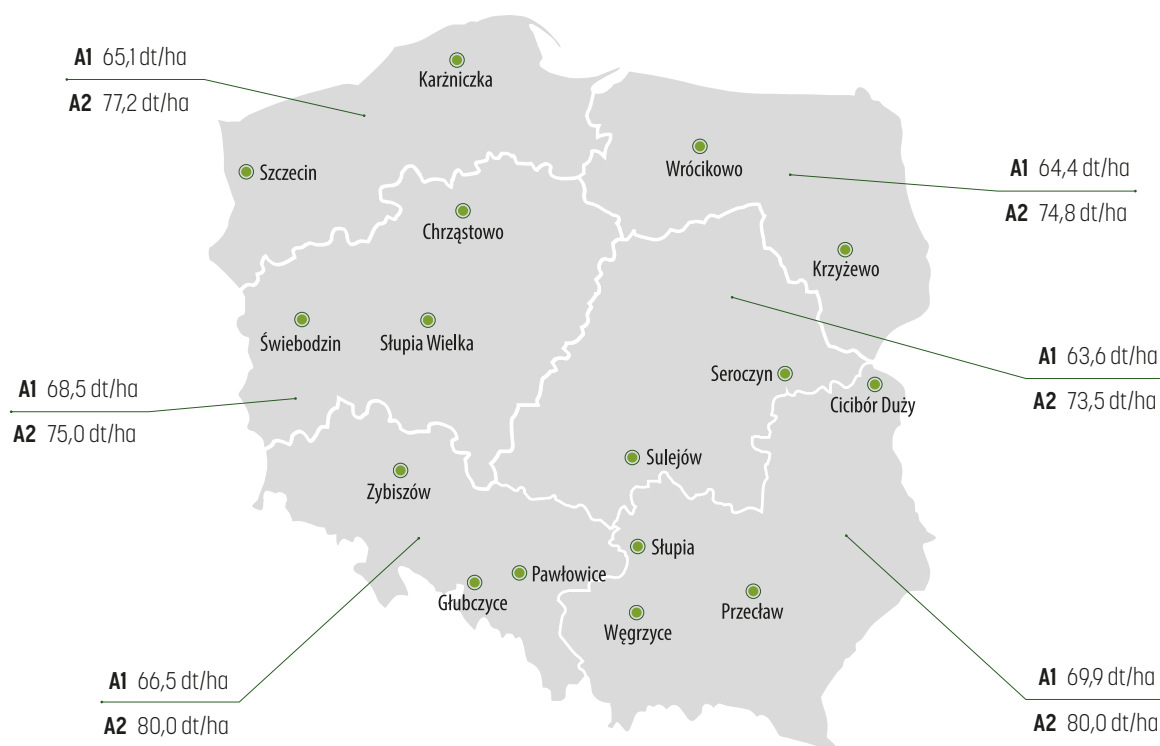 A1 65,1 dt/ha
A2 77,2 dt/ha
Karżniczka
Szczecin
Wrócikowo
A1 64,4 dt/ha
A2 74,8 dt/ha
Chrząstowo
Krzyżewo
Świebodzin
Słupia Wielka
A1 63,6 dt/ha
A2 73,5 dt/ha
Seroczyn
Cicibór Duży
A1 68,5 dt/ha
A2 75,0 dt/ha
Sulejów
Zybiszów
Słupia
Pawłowice
Głubczyce
Przecław
Węgrzyce
A1 66,5 dt/ha
A2 80,0 dt/ha
A1 69,9 dt/ha
A2 80,0 dt/ha